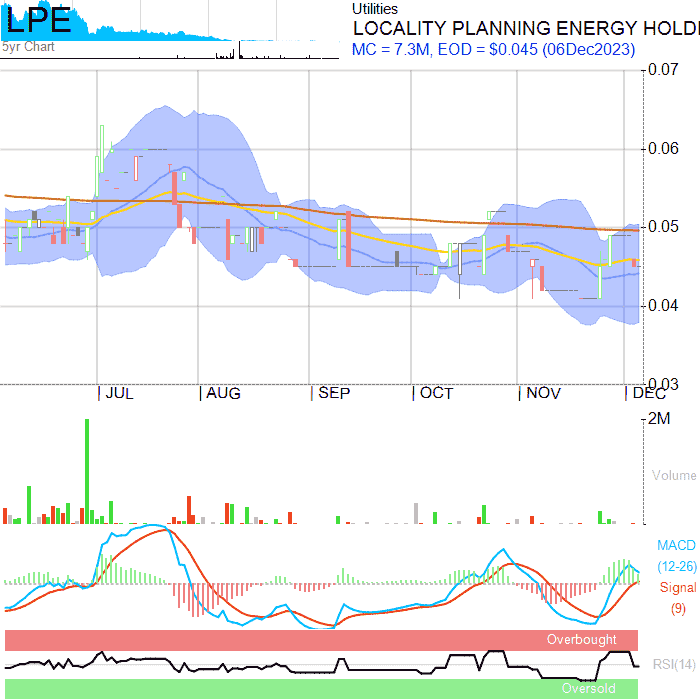 LPE
5yr Chart
Utilities
LOCALITY PLANNING ENERGY HOLDI
MC = 7.3M, EOD = $0.045 (06Dec2023)
0.07
0.06
0.05
0.04
0.03
JUL AUG SEP OCT NOV DEC
2M
Volume
MACD
(12-26)
Signal
(9)
Overbought
RSI(14)
Oversold